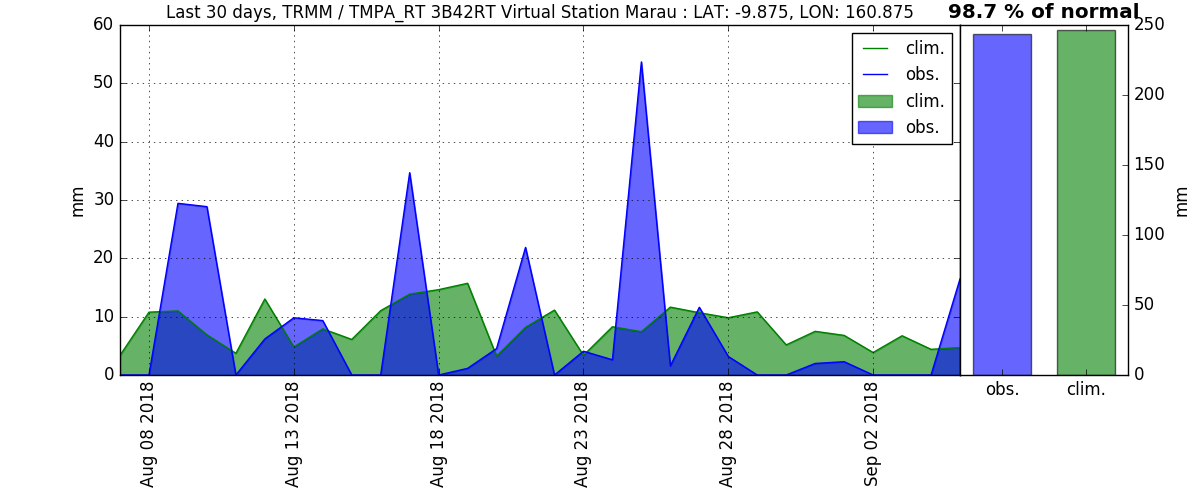 Last 30 days, TRMM / TMPA_RT 3B42RT Virtual Station Marau : LAT: -9.875, LON: 160.875
98.7 % of normal
60
50
40
30
20
10
0
mm
clim.
obs.
clim.
obs.
250
200
150
100
50
0
mm
Aug 08 2018
Aug 13 2018
Aug 18 2018
Aug 23 2018
Aug 28 2018
Sep 02 2018
obs.
clim.